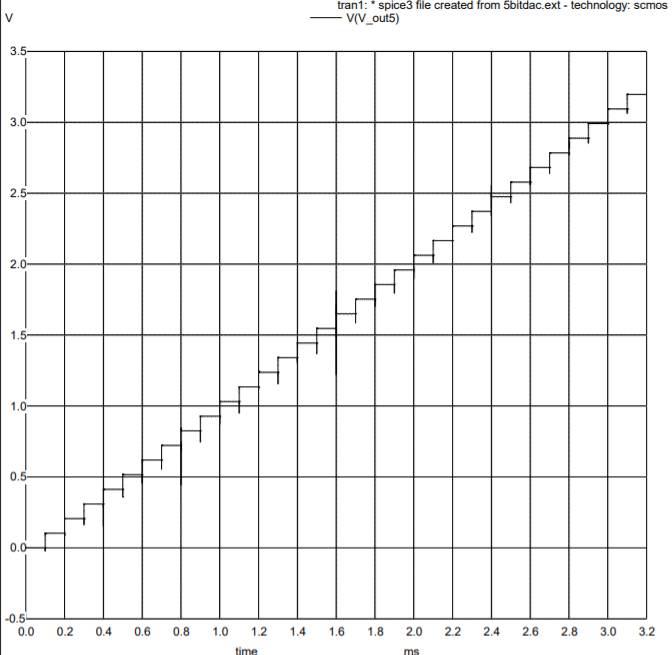 tran1: * spice3 file created from 5bitdac.ext - technology: scmos
V
V(V_out5)
3.5
3.0
2.5
2.0
1.5
1.0
0.5
0.0
-0.5
0.0 0.2 0.4 0.6 0.8 1.0 1.2 1.4 1.6 1.8 2.0 2.2 2.4 2.6 2.8 3.0 3.2
time ms